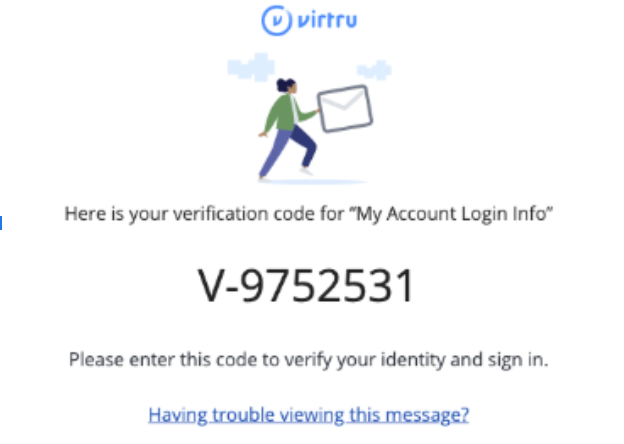 virtru
Here is your verification code for “My Account Login Info”
V-9752531
Please enter this code to verify your identity and sign in.
Having trouble viewing this message?